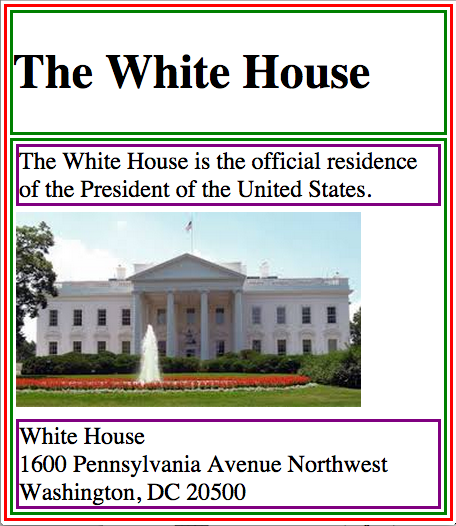 The White House
The White House is the official residence
of the President of the United States.
White House
1600 Pennsylvania Avenue Northwest
Washington, DC 20500